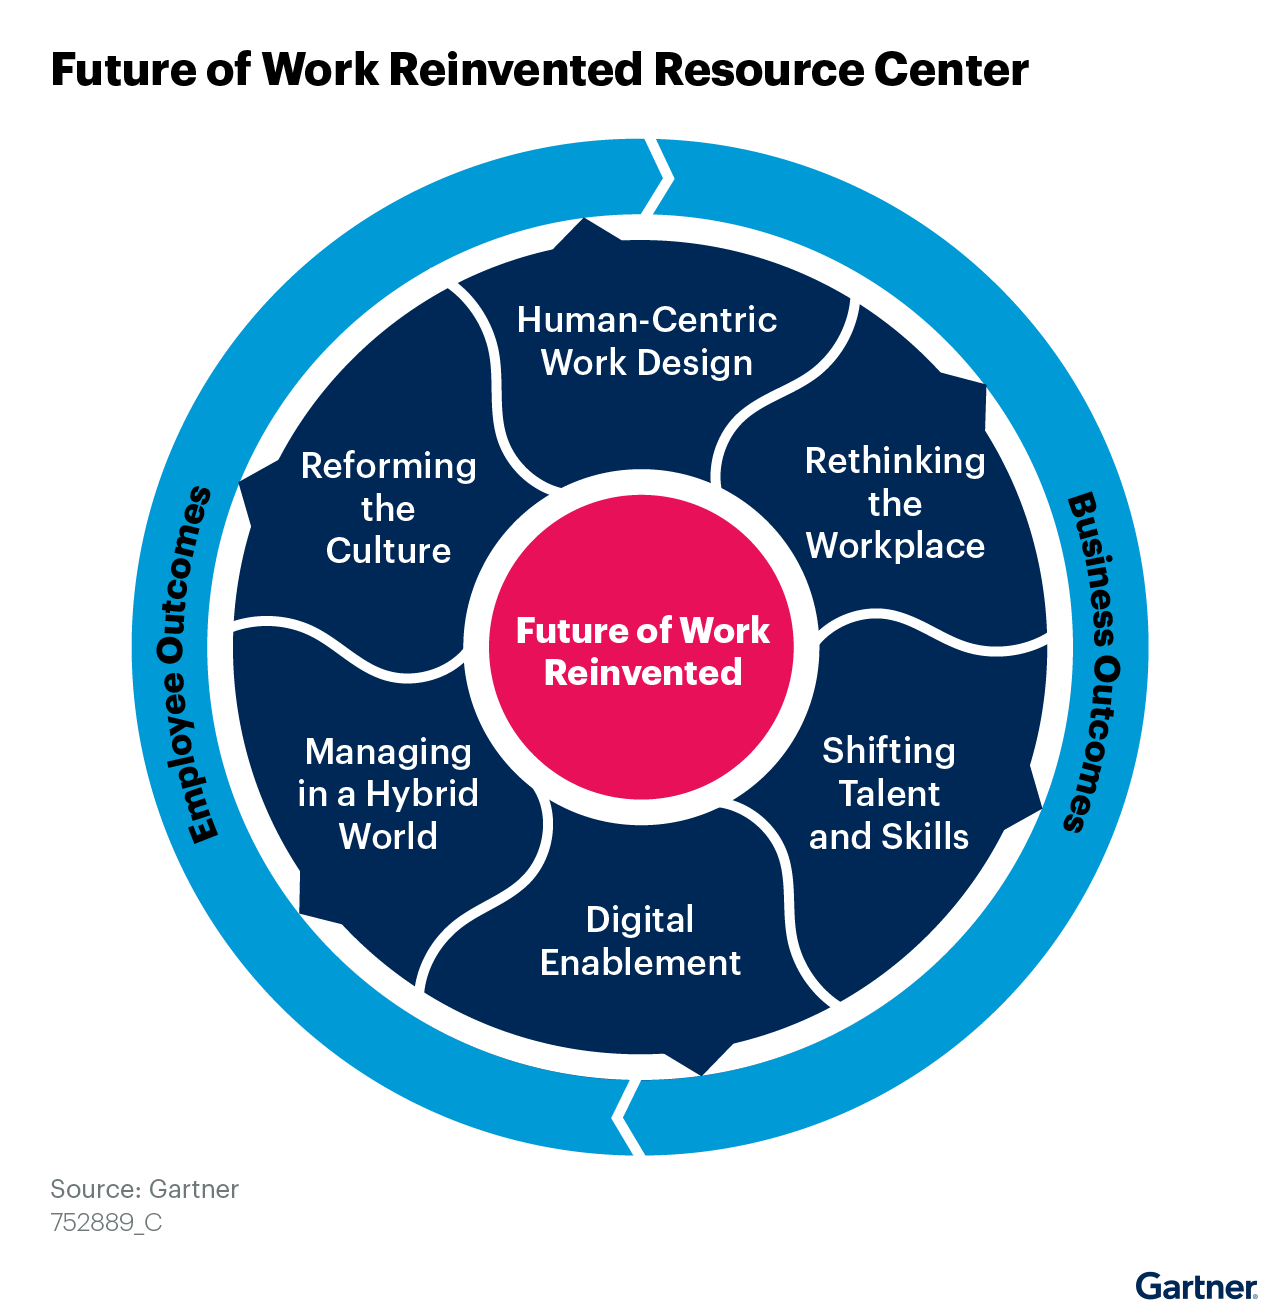 Future of Work Reinvented Resource Center
Human-Centric
Work Design
Rethinking
the
Workplace
Shifting
Talent
and Skills
Digital
Enablement
Managing
in a Hybrid
World
Reforming
the
Culture
Future of Work
Reinvented
Employee Outcomes
Business Outcomes
Source: Gartner
752889_C
Gartner®